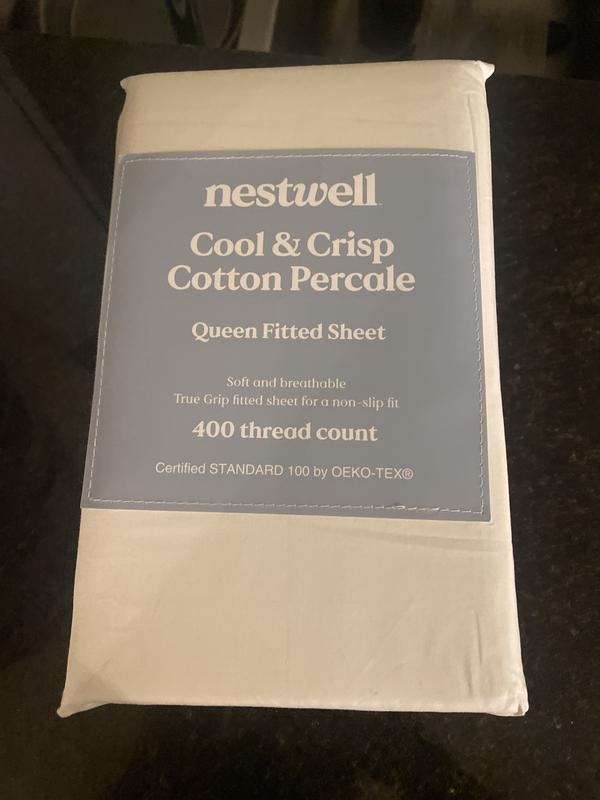 nestwell
Cool & Crisp
Cotton Percale
Queen Fitted Sheet
Soft and breathable
True Grip fitted sheet for a non-slip fit
400 thread count
Certified STANDARD 100 by OEKO-TEX®